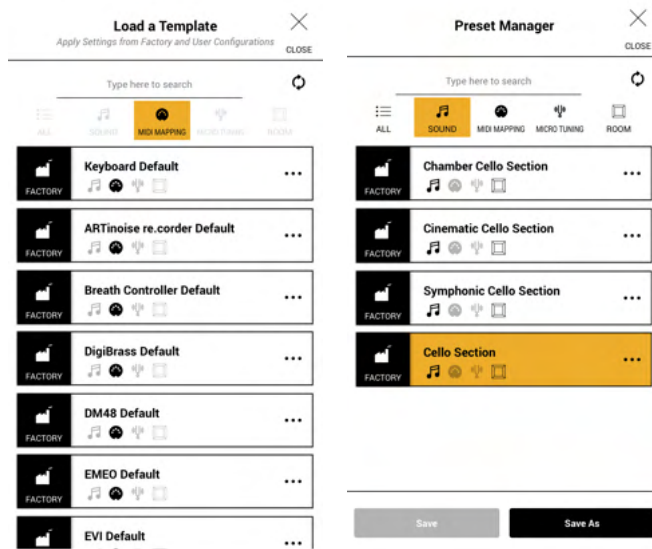 Load a Template
Apply Settings from Factory and User Configurations
CLOSE
Type here to search
ALL
SOUND
MIDI MAPPING
MICRO TUNING
ROOM
Keyboard Default
FACTORY
ARTinoise re.corder Default
FACTORY
Breath Controller Default
FACTORY
DigiBrass Default
FACTORY
DM48 Default
FACTORY
EMEO Default
FACTORY
EVI Default
Preset Manager
CLOSE
Type here to search
ALL
SOUND
MIDI MAPPING
MICRO TUNING
ROOM
Chamber Cello Section
FACTORY
Cinematic Cello Section
FACTORY
Symphonic Cello Section
FACTORY
Cello Section
FACTORY
Save
Save As